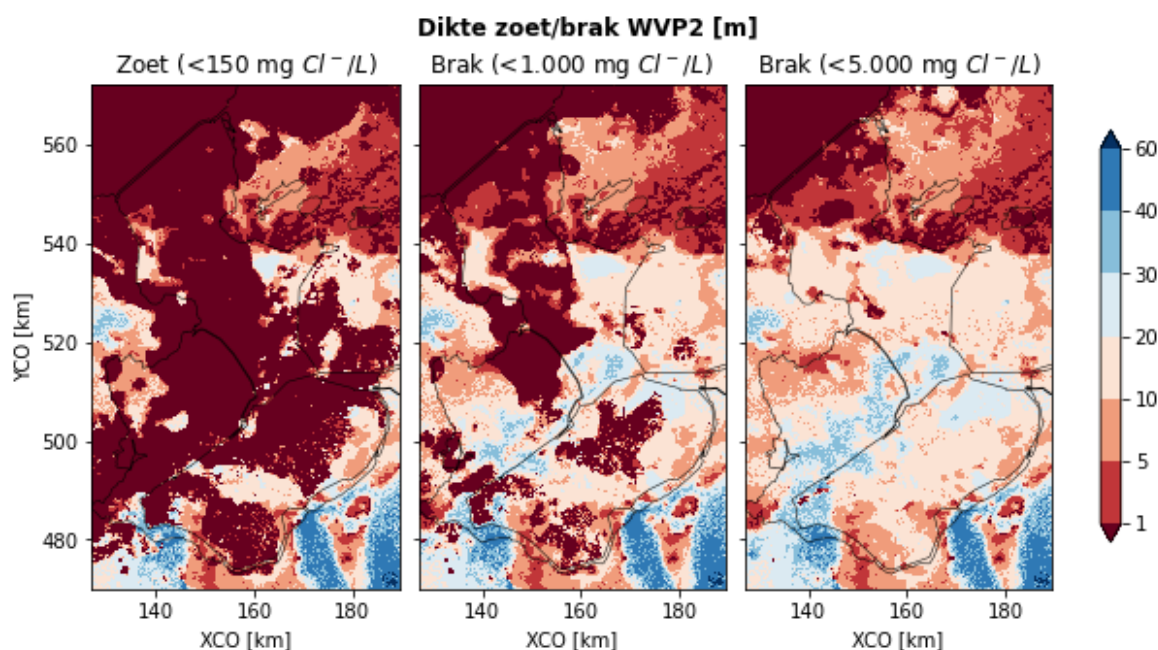 Dikte zoet/brak WVP2 [m]
Zoet (<150 mg Cl⁻/L)
Brak (<1.000 mg Cl⁻/L)
Brak (<5.000 mg Cl⁻/L)
YCO [km]
560
540
520
500
480
140 160 180
140 160 180
140 160 180
XCO [km]
XCO [km]
XCO [km]
60
40
30
20
10
5
1